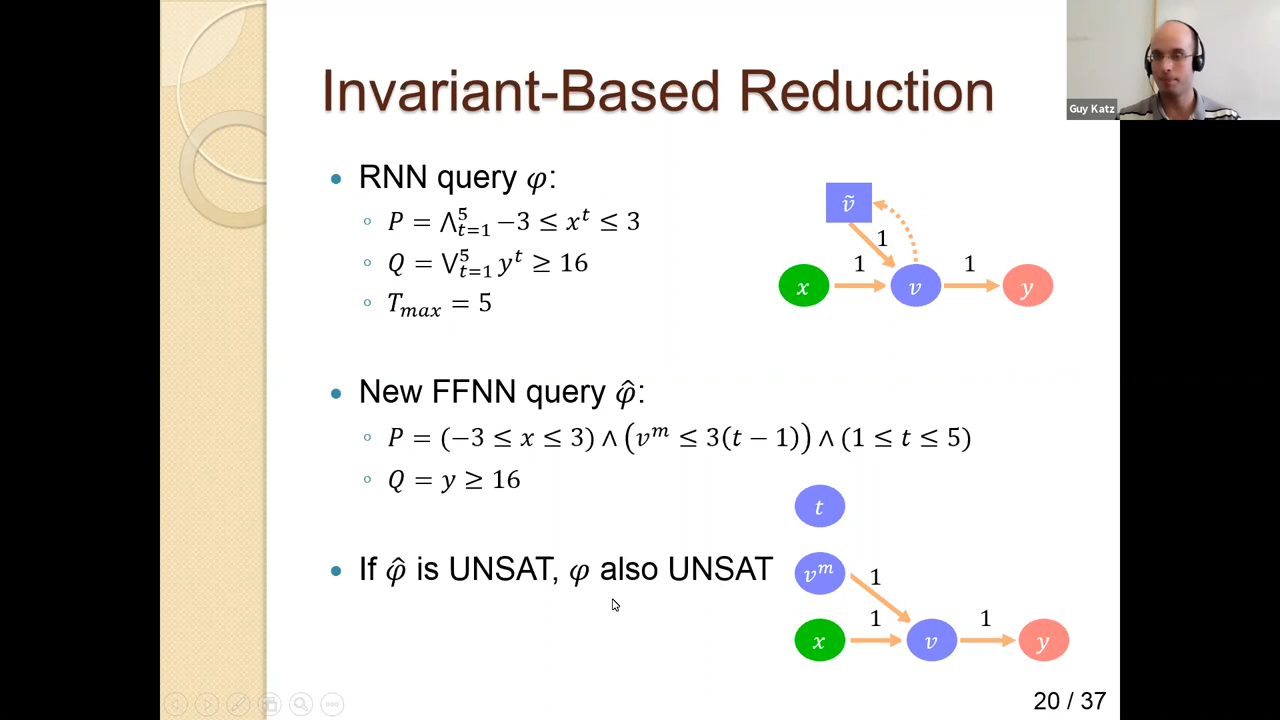 Invariant-Based Reduction
Guy Katz
RNN query φ:
P = ⋀⁵ₜ₌₁ −3 ≤ xᵗ ≤ 3
Q = ⋁⁵ₜ₌₁ yᵗ ≥ 16
Tₘₐₓ = 5
ṽ
1
1
1
x
v
y
New FFNN query φ̂:
P = (−3 ≤ x ≤ 3) ∧ (vᵐ ≤ 3(t − 1)) ∧ (1 ≤ t ≤ 5)
Q = y ≥ 16
t
If φ̂ is UNSAT, φ also UNSAT
vᵐ
1
1
1
x
v
y
20 / 37